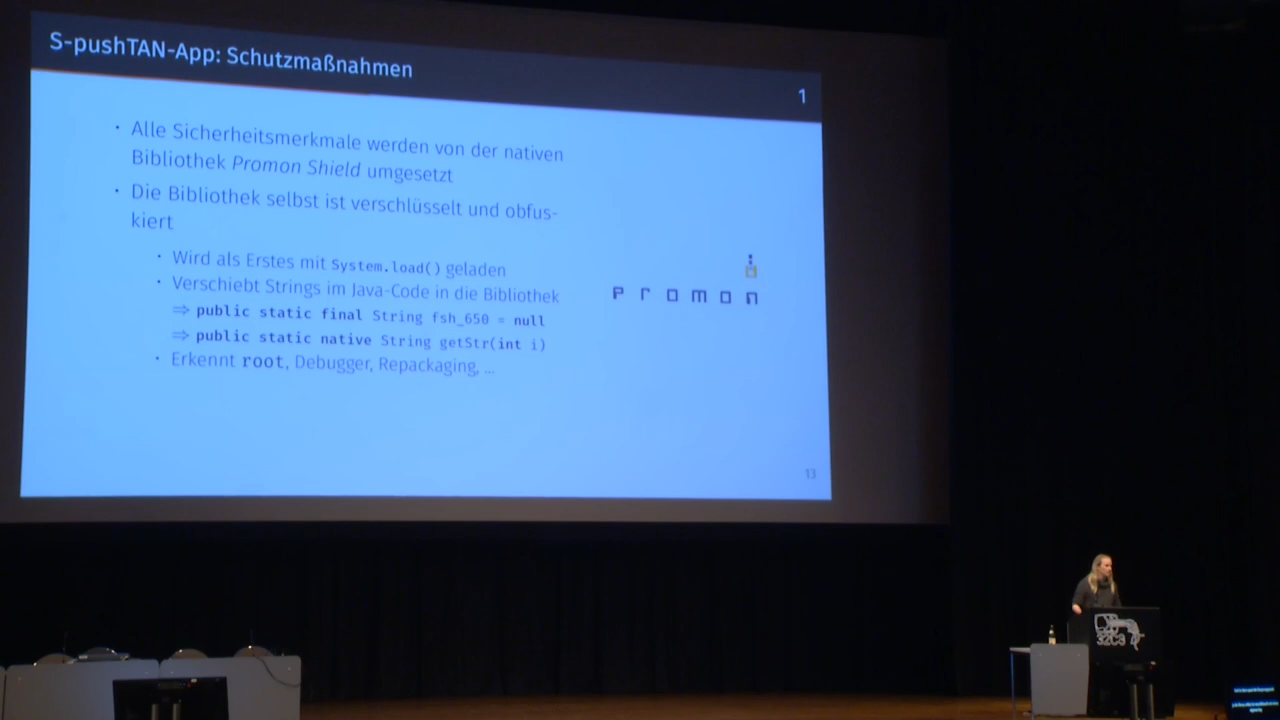 S-pushTAN-App: Schutzmaßnahmen
1
· Alle Sicherheitsmerkmale werden von der nativen
Bibliothek Promon Shield umgesetzt
· Die Bibliothek selbst ist verschlüsselt und obfus-
kiert
· Wird als Erstes mit System.load() geladen
· Verschiebt Strings im Java-Code in die Bibliothek
⇒ public static final String fsh_650 = null
⇒ public static native String getStr(int i)
· Erkennt root, Debugger, Repackaging, ...
Promon
13
32C3